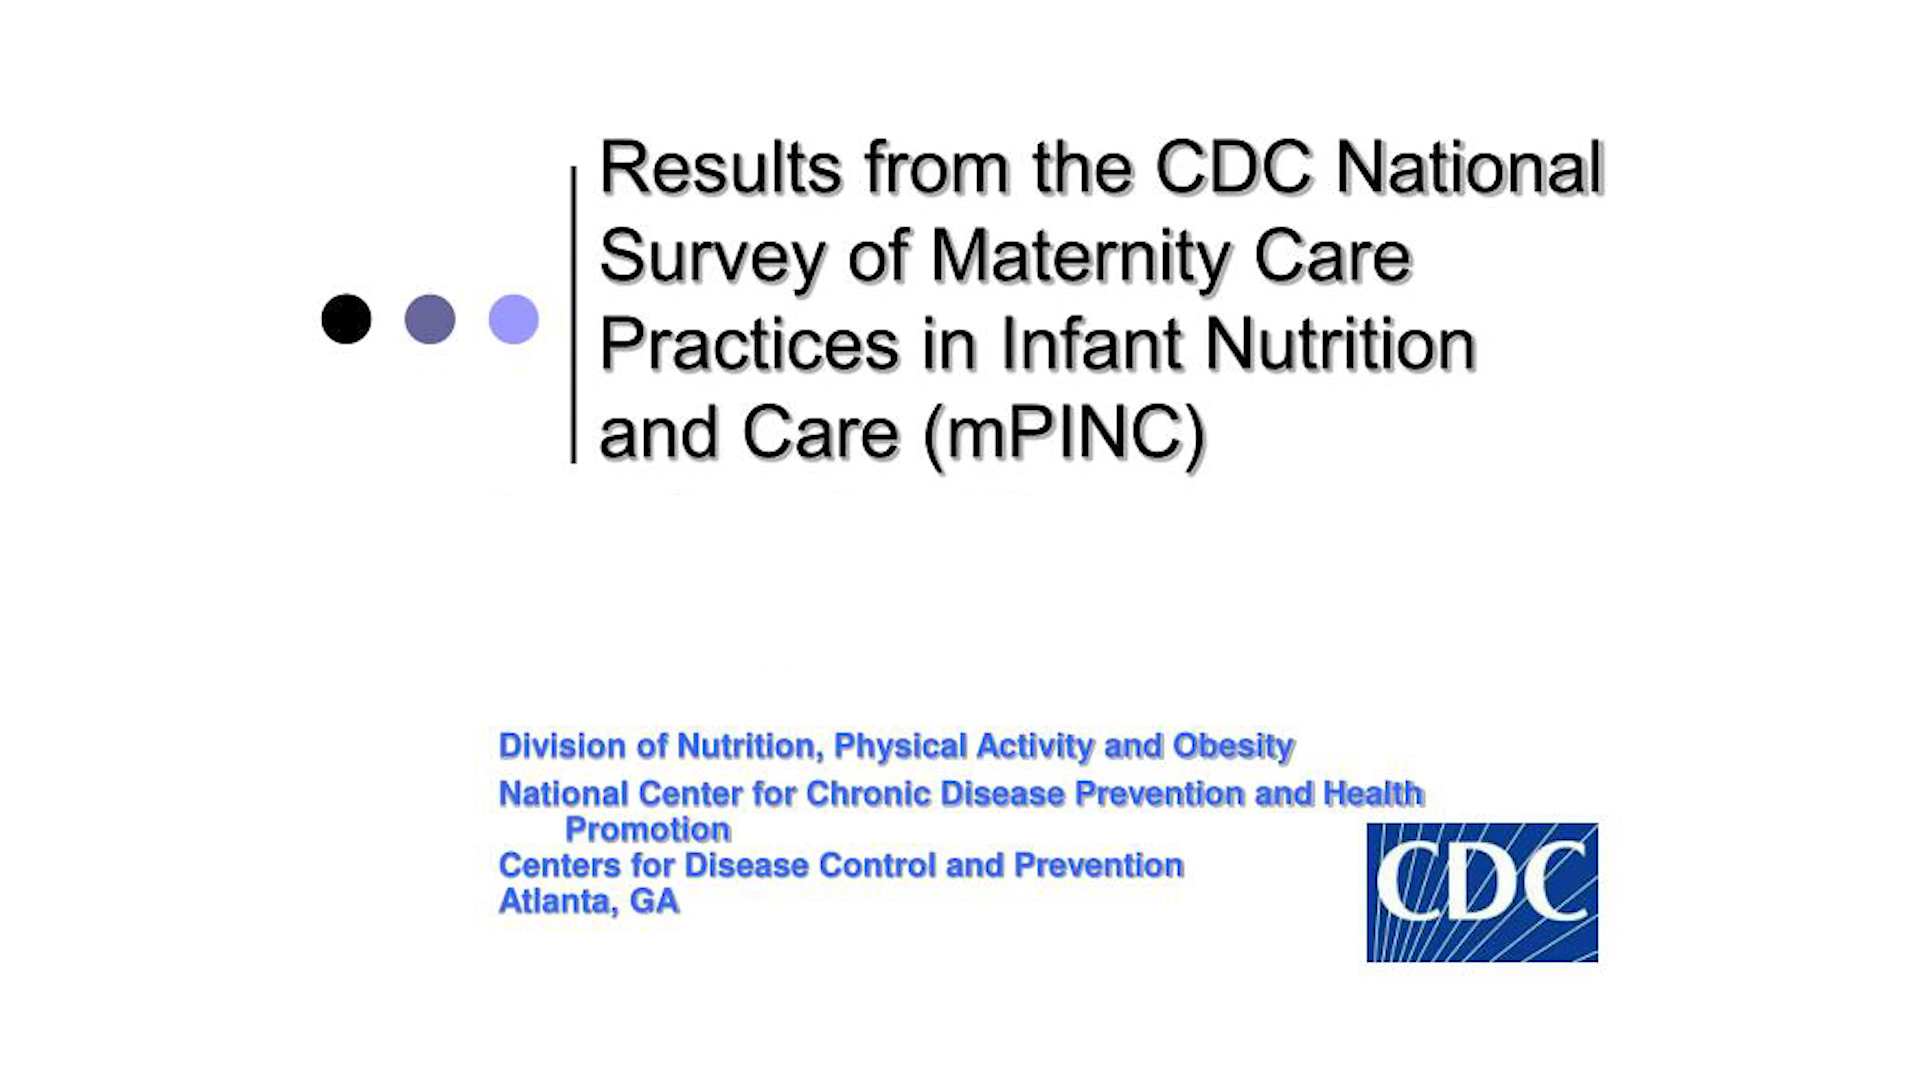 Results from the CDC National
Survey of Maternity Care
Practices in Infant Nutrition
and Care (mPINC)
Division of Nutrition, Physical Activity and Obesity
National Center for Chronic Disease Prevention and Health
Promotion
Centers for Disease Control and Prevention
Atlanta, GA
CDC